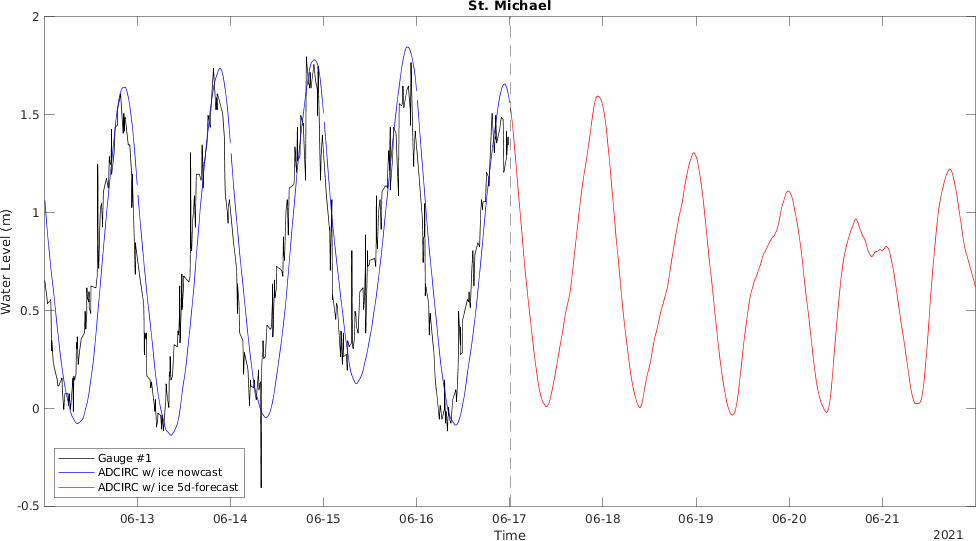 St. Michael
Water Level (m)
2
1.5
1
0.5
0
-0.5
Gauge #1
ADCIRC w/ ice nowcast
ADCIRC w/ ice 5d-forecast
06-13 06-14 06-15 06-16 06-17 06-18 06-19 06-20 06-21
Time
2021